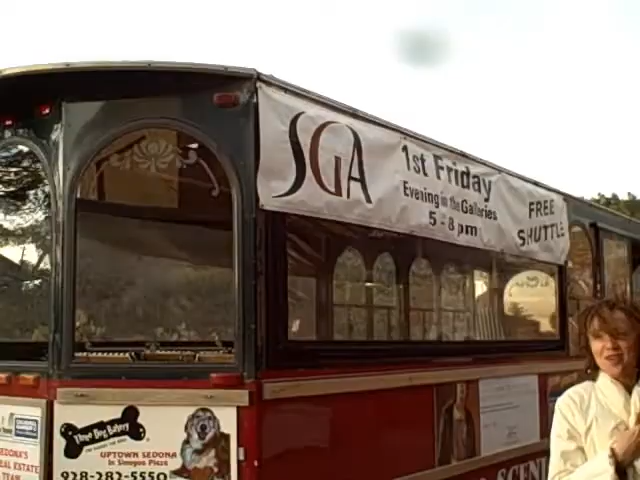 SGA
1st Friday
Evening in the Galleries
5 - 8 pm
FREE
SHUTTLE
Three Dog Bakery
UPTOWN SEDONA
In Sinagua Plaza
928-282-5550
SEDONA'S
REAL ESTATE
TEAM
SCENI